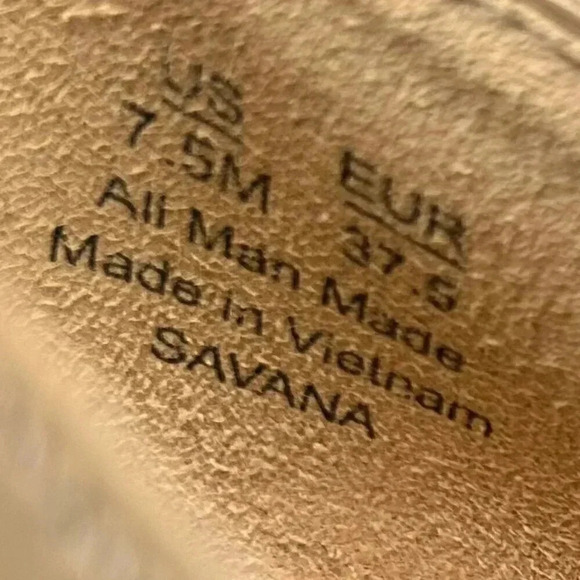 US EUR
7.5M 37.5
All Man Made
Made in Vietnam
SAVANA